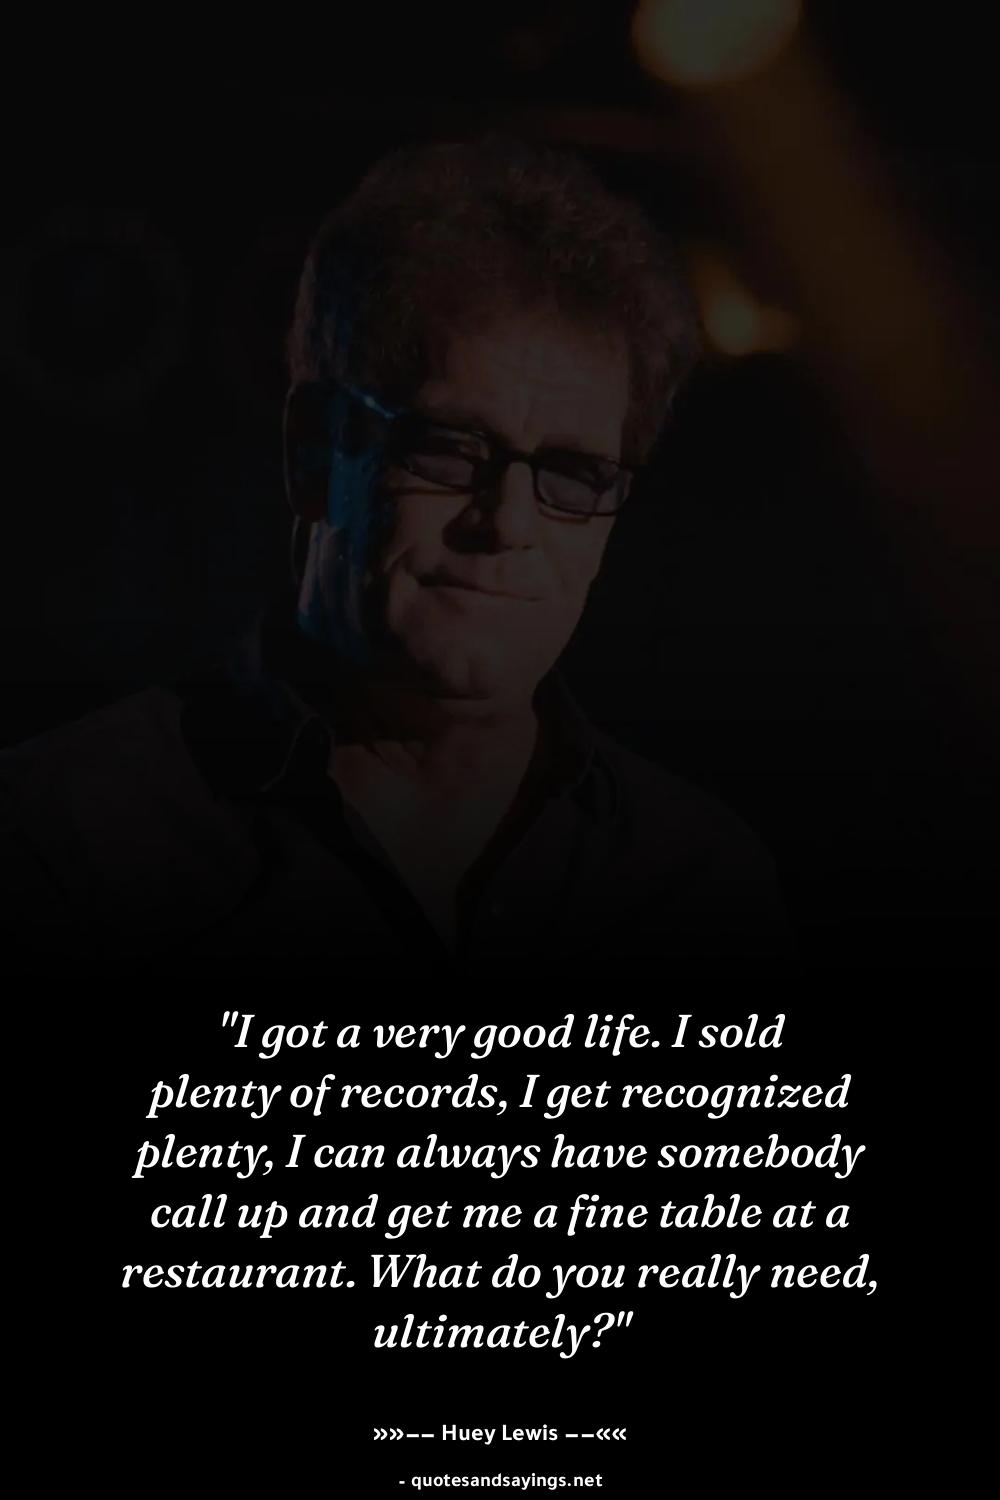 "I got a very good life. I sold
plenty of records, I get recognized
plenty, I can always have somebody
call up and get me a fine table at a
restaurant. What do you really need,
ultimately?"
»»−− Huey Lewis −−««
- quotesandsayings.net